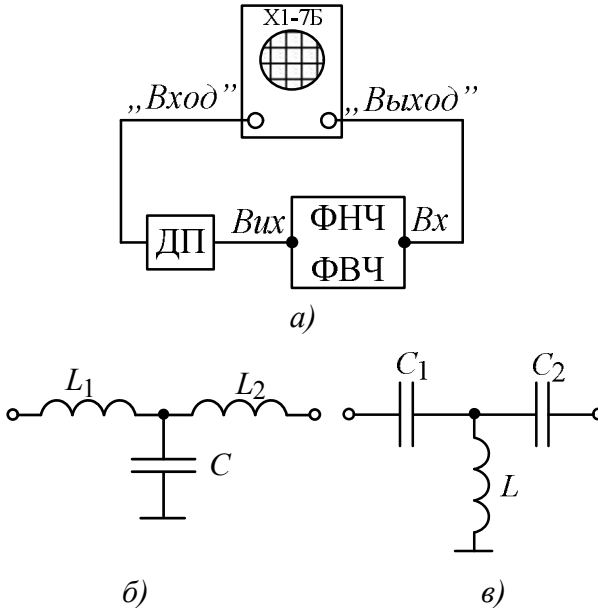 Х1-7Б
„Вход” „Выход”
Вих ФНЧ Вх
ДП
ФВЧ
а)
L1 L2 C1 C2
C L
б) в)